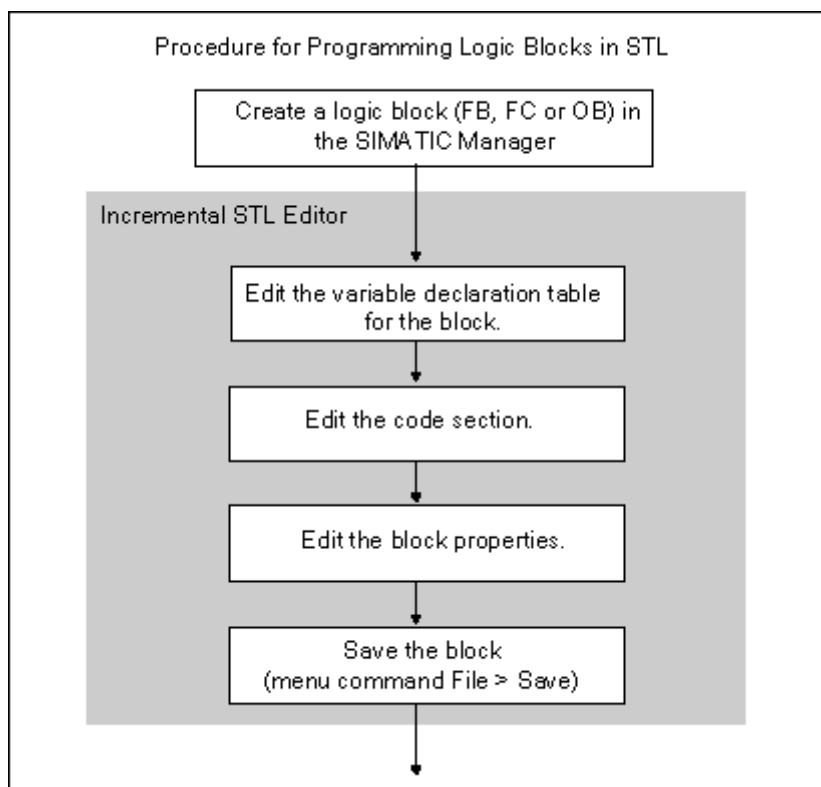 Procedure for Programming Logic Blocks in STL
Create a logic block (FB, FC or OB) in
the SIMATIC Manager
Incremental STL Editor
Edit the variable declaration table
for the block.
Edit the code section.
Edit the block properties.
Save the block
(menu command File > Save)